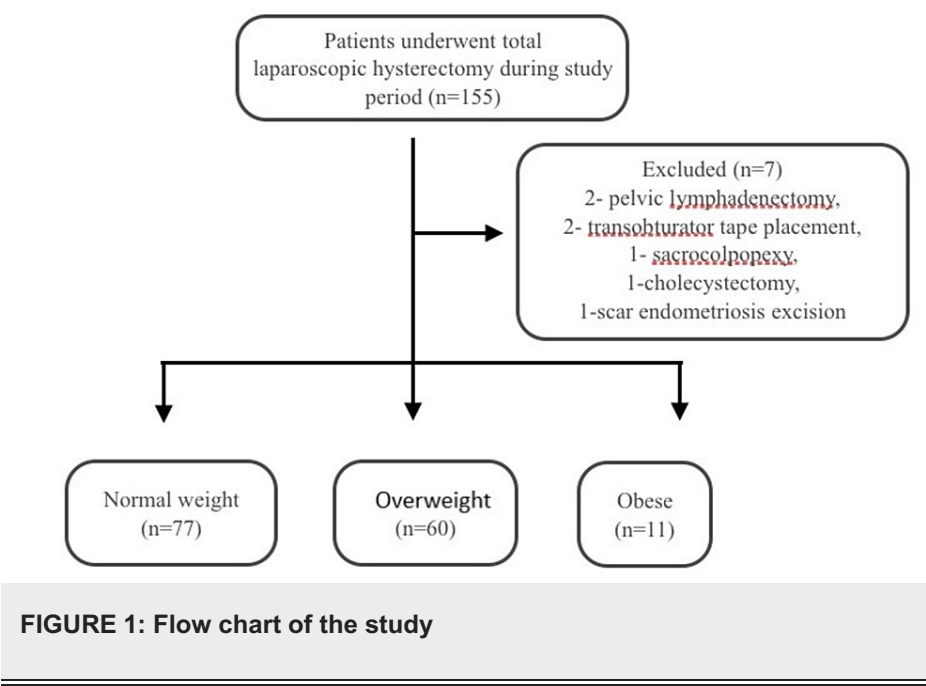 Patients underwent total
laparoscopic hysterectomy during study
period (n=155)
Excluded (n=7)
2- pelvic lymphadenectomy,
2- transobturator tape placement,
1- sacrocolpopexy,
1-cholecystectomy,
1-scar endometriosis excision
Normal weight
(n=77)
Overweight
(n=60)
Obese
(n=11)
FIGURE 1: Flow chart of the study